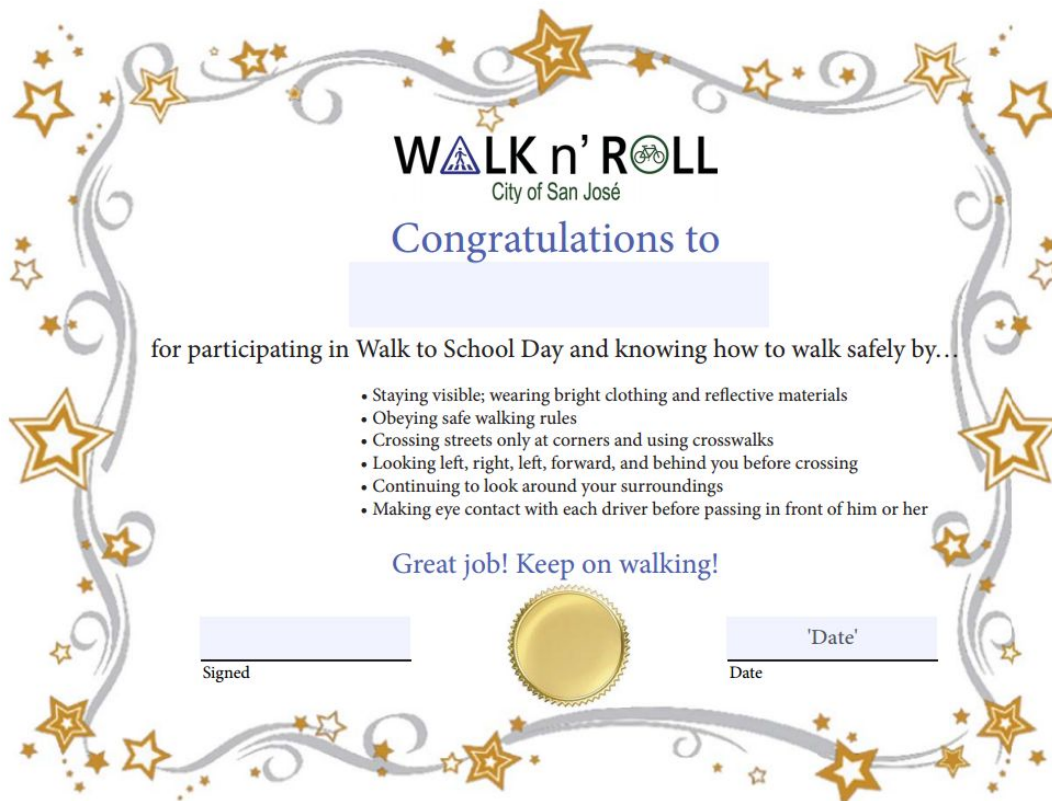 WALK n' ROLL
City of San José
Congratulations to
for participating in Walk to School Day and knowing how to walk safely by…
• Staying visible; wearing bright clothing and reflective materials
• Obeying safe walking rules
• Crossing streets only at corners and using crosswalks
• Looking left, right, left, forward, and behind you before crossing
• Continuing to look around your surroundings
• Making eye contact with each driver before passing in front of him or her
Great job! Keep on walking!
'Date'
Signed
Date